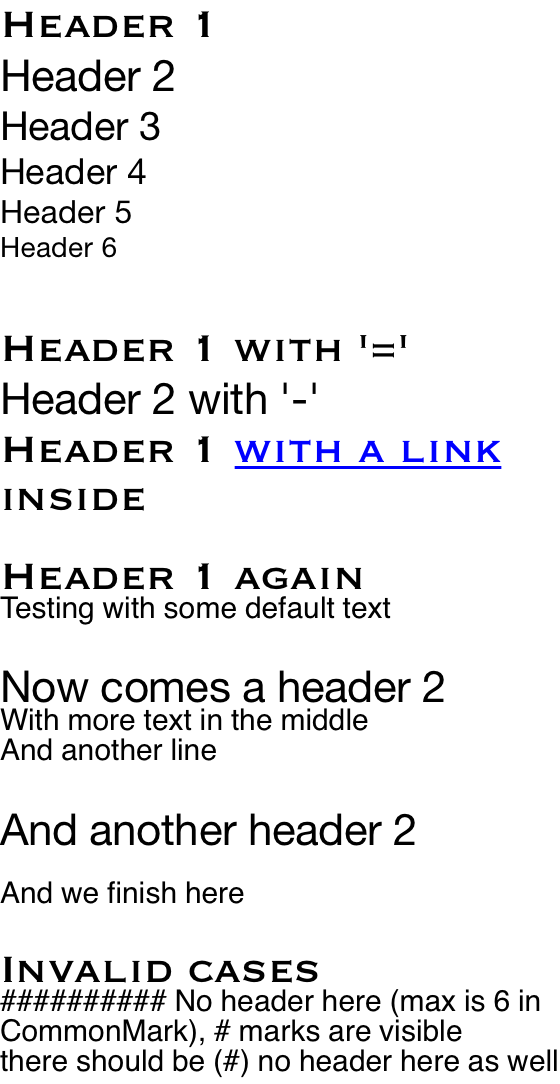 Header 1
Header 2
Header 3
Header 4
Header 5
Header 6
Header 1 with '='
Header 2 with '-'
Header 1 with a link
inside
Header 1 again
Testing with some default text
Now comes a header 2
With more text in the middle
And another line
And another header 2
And we finish here
Invalid cases
########## No header here (max is 6 in
CommonMark), # marks are visible
there should be (#) no header here as well